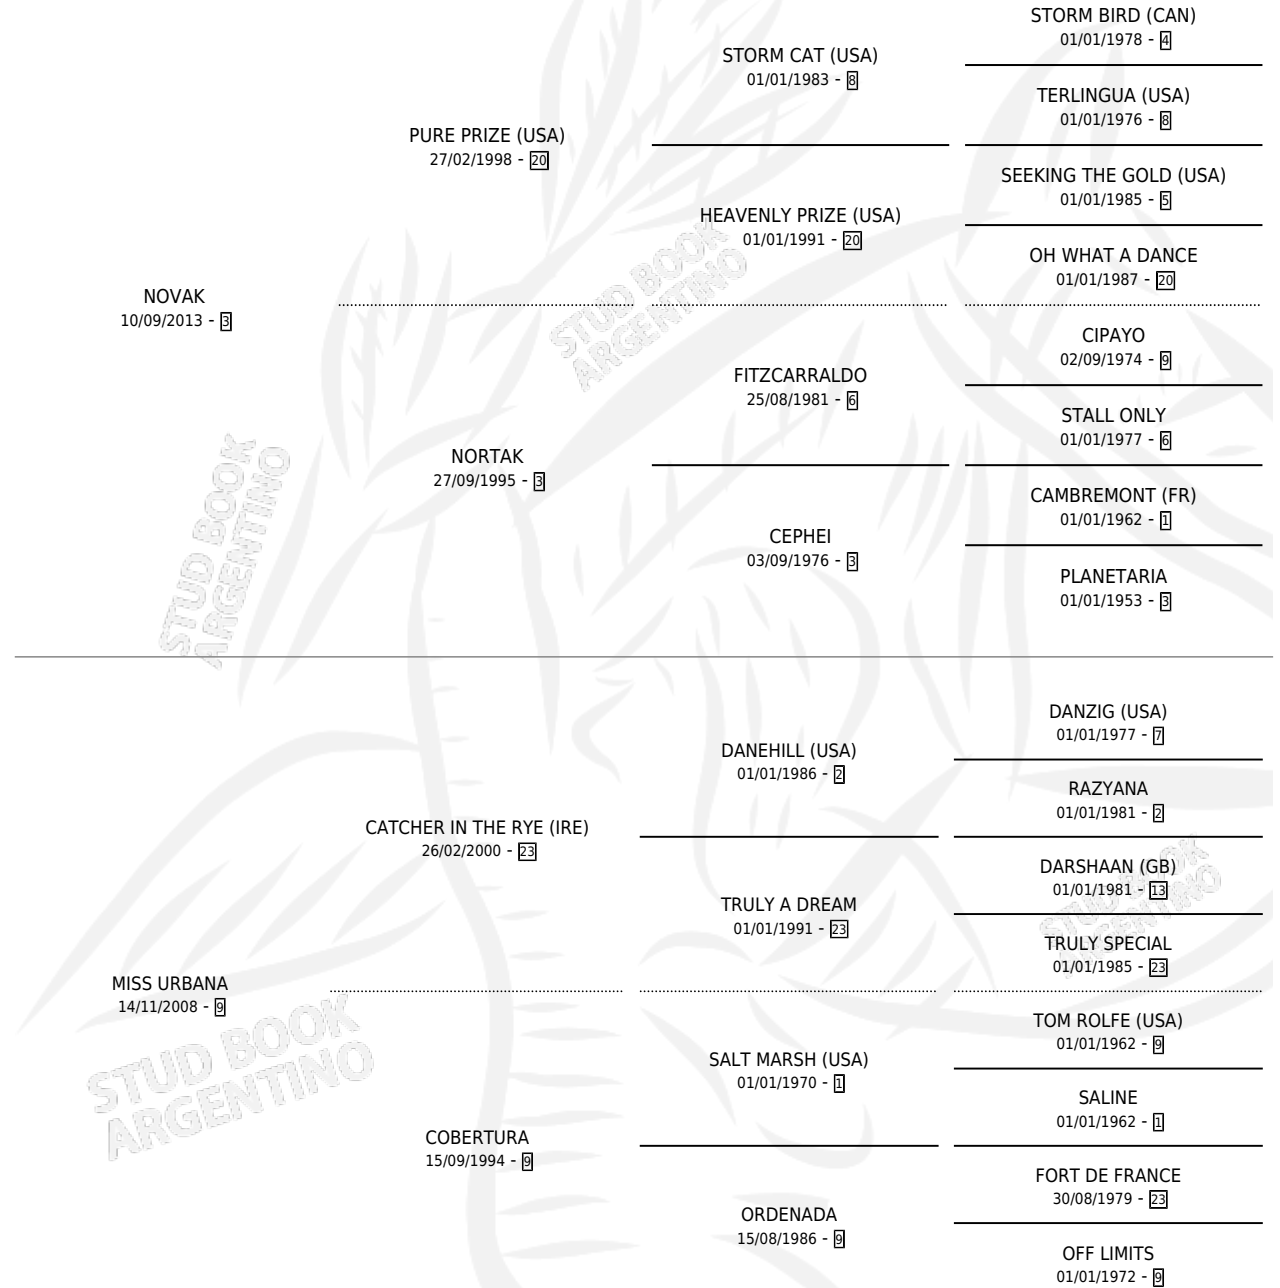 STORM BIRD (CAN)
01/01/1978 - 4
STORM CAT (USA)
01/01/1983 - 8
TERLINGUA (USA)
01/01/1976 - 8
PURE PRIZE (USA)
27/02/1998 - 20
SEEKING THE GOLD (USA)
01/01/1985 - 5
HEAVENLY PRIZE (USA)
01/01/1991 - 20
OH WHAT A DANCE
01/01/1987 - 20
NOVAK
10/09/2013 - 3
CIPAYO
02/09/1974 - 9
FITZCARRALDO
25/08/1981 - 6
STALL ONLY
01/01/1977 - 6
NORTAK
27/09/1995 - 3
CAMBREMONT (FR)
01/01/1962 - 1
CEPHEI
03/09/1976 - 3
PLANETARIA
01/01/1953 - 3
STUD BOOK
ARGENTINO
STUD BOOK
ARGENTINO
DANZIG (USA)
01/01/1977 - 7
DANEHILL (USA)
01/01/1986 - 2
RAZYANA
01/01/1981 - 2
CATCHER IN THE RYE (IRE)
26/02/2000 - 23
DARSHAAN (GB)
01/01/1981 - 13
TRULY A DREAM
01/01/1991 - 23
TRULY SPECIAL
01/01/1985 - 23
MISS URBANA
14/11/2008 - 9
TOM ROLFE (USA)
01/01/1962 - 9
SALT MARSH (USA)
01/01/1970 - 1
SALINE
01/01/1962 - 1
COBERTURA
15/09/1994 - 9
FORT DE FRANCE
30/08/1979 - 23
ORDENADA
15/08/1986 - 9
OFF LIMITS
01/01/1972 - 9
STUD BOOK
ARGENTINO
STUD BOOK
ARGENTINO